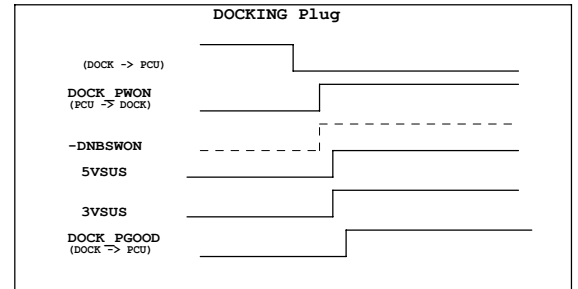 DOCKING Plug
(DOCK -> PCU)
DOCK_PWON
(PCU -> DOCK)
-DNBSWON
5VSUS
3VSUS
DOCK_PGOOD
(DOCK -> PCU)